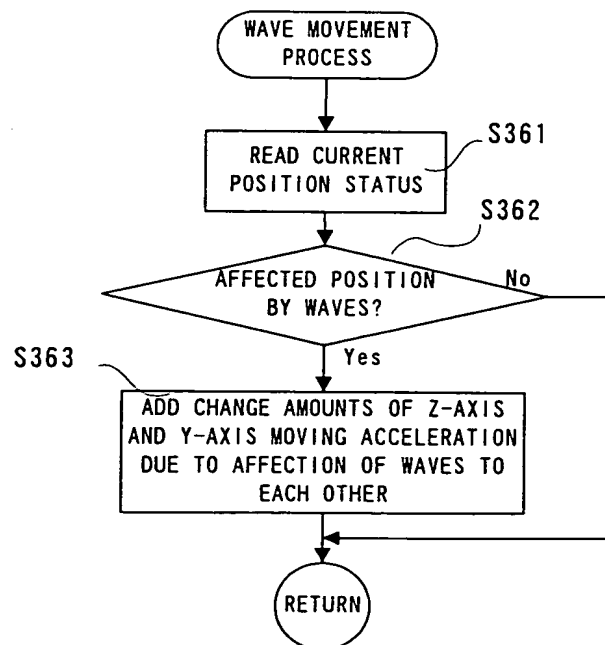 WAVE MOVEMENT
PROCESS
S361
READ CURRENT
POSITION STATUS
S362
AFFECTED POSITION
BY WAVES?
No
Yes
S363
ADD CHANGE AMOUNTS OF Z-AXIS
AND Y-AXIS MOVING ACCELERATION
DUE TO AFFECTION OF WAVES TO
EACH OTHER
RETURN